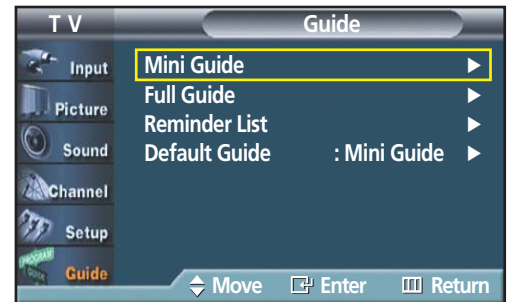 T V
Guide
Input
Picture
Sound
Channel
Setup
PROGRAM GUIDE
Guide
Mini Guide
Full Guide
Reminder List
Default Guide : Mini Guide
Move Enter Return